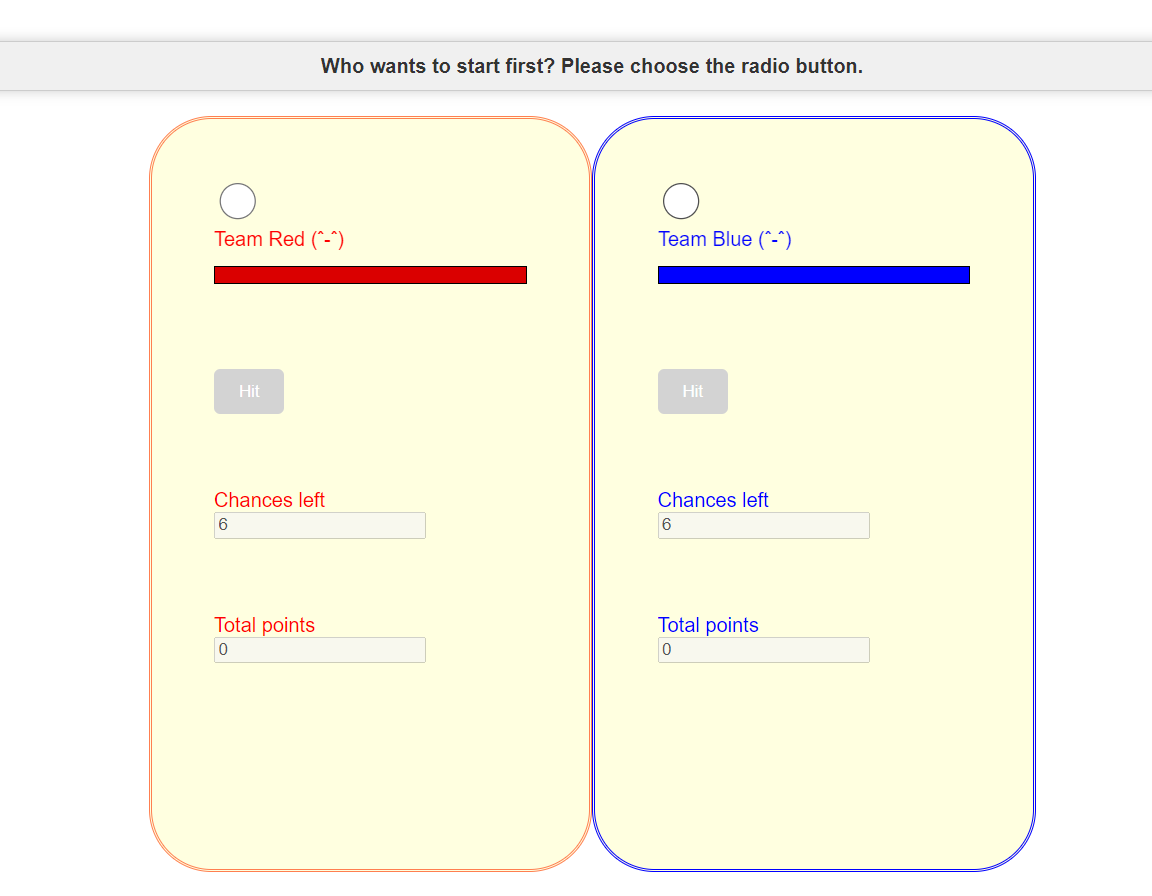 Who wants to start first? Please choose the radio button.
Team Red (ˆ-ˆ)
Hit
Chances left
6
Total points
0
Team Blue (ˆ-ˆ)
Hit
Chances left
6
Total points
0